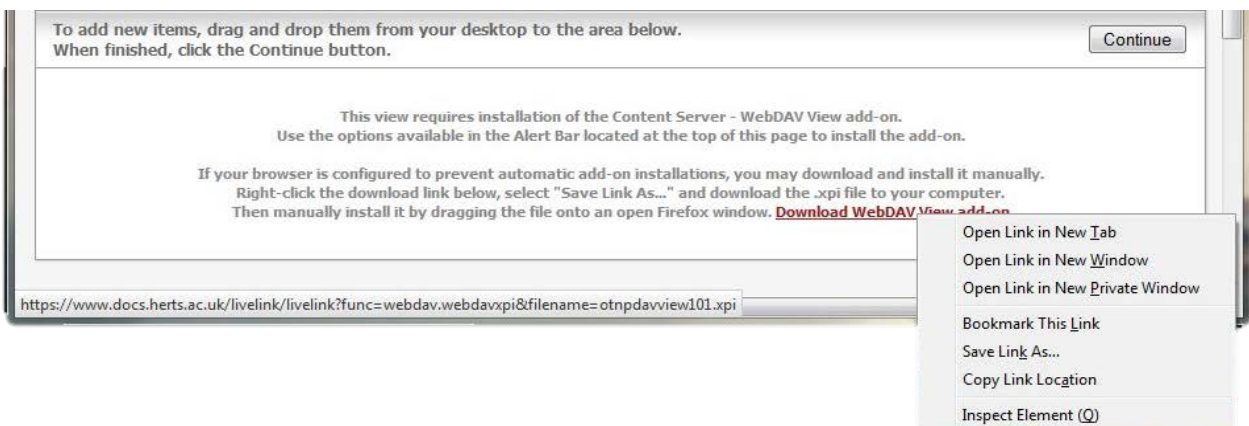 To add new items, drag and drop them from your desktop to the area below.
When finished, click the Continue button.
Continue
This view requires installation of the Content Server - WebDAV View add-on.
Use the options available in the Alert Bar located at the top of this page to install the add-on.
If your browser is configured to prevent automatic add-on installations, you may download and install it manually.
Right-click the download link below, select "Save Link As..." and download the .xpi file to your computer.
Then manually install it by dragging the file onto an open Firefox window. Download WebDAV View add-on
Open Link in New Tab
Open Link in New Window
Open Link in New Private Window
Bookmark This Link
Save Link As...
Copy Link Location
Inspect Element (Q)
https://www.docs.herts.ac.uk/livelink/livelink?func=webdav.webdavxpi&filename=otnpdavview101.xpi